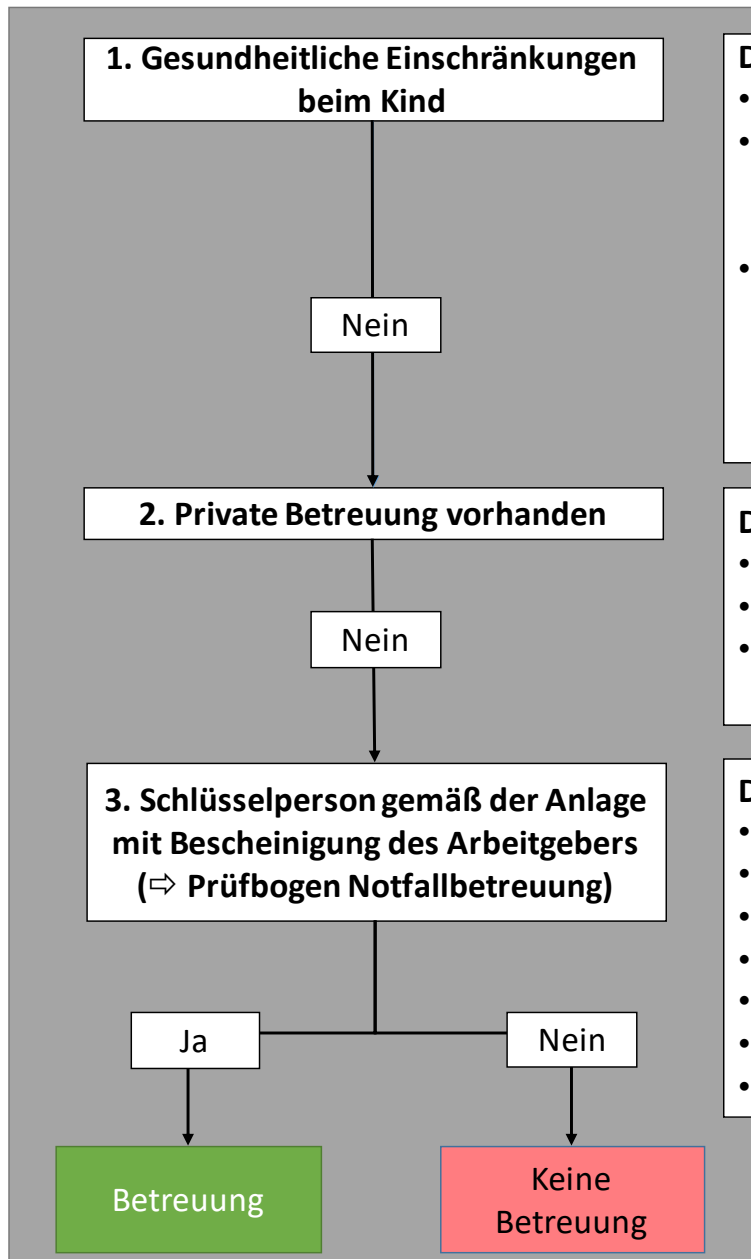 1. Gesundheitliche Einschränkungen
beim Kind
Nein
2. Private Betreuung vorhanden
Nein
3. Schlüsselperson gemäß der Anlage
mit Bescheinigung des Arbeitgebers
(⇨ Prüfbogen Notfallbetreuung)
Ja
Nein
Betreuung
Keine
Betreuung
D
•
•
•
D
•
•
•
D
•
•
•
•
•
•
•